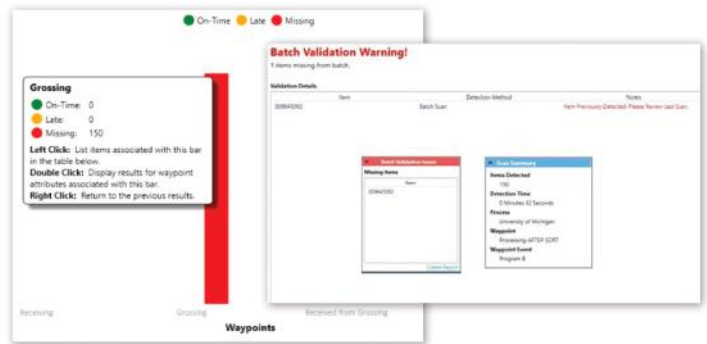 On-Time Late Missing
Grossing
On-Time: 0
Late: 0
Missing: 150
Left Click: List items associated with this bar
in the table below.
Double Click: Display results for waypoint
attributes associated with this bar.
Right Click: Return to the previous results.
Receiving Grossing Received from Grossing
Waypoints
Batch Validation Warning!
1 items missing from batch.
Validation Details
Item Detection Method Notes
Batch Scan Item Previously Detected. Please Review Last Scan.
Batch Validation Issues
Missing Items
Item
Create Report
Scan Summary
Items Detected
Detection Time
0 Minutes 32 Seconds
Process
University of Michigan
Waypoint
Processing-AFTER SORT
Waypoint Event
Program B